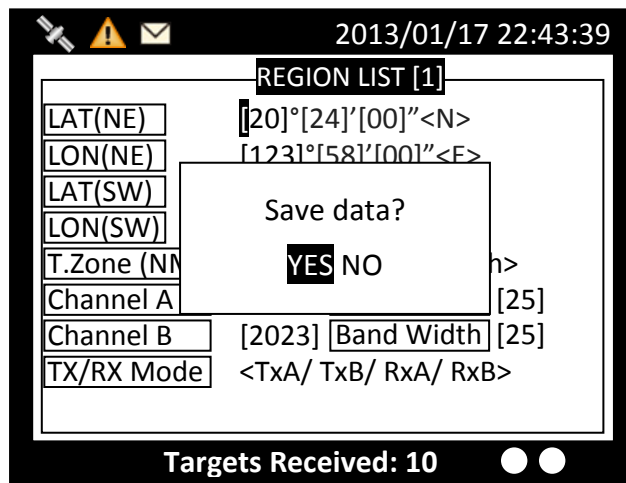 2013/01/17 22:43:39
REGION LIST [1]
LAT(NE) [20]°[24]’[00]”<N>
LON(NE) [123]°[58]’[00]”<E>
LAT(SW)
LON(SW)
Save data?
YES NO
T.Zone (NM
Channel A [25]
Channel B [2023] Band Width [25]
TX/RX Mode <TxA/ TxB/ RxA/ RxB>
Targets Received: 10